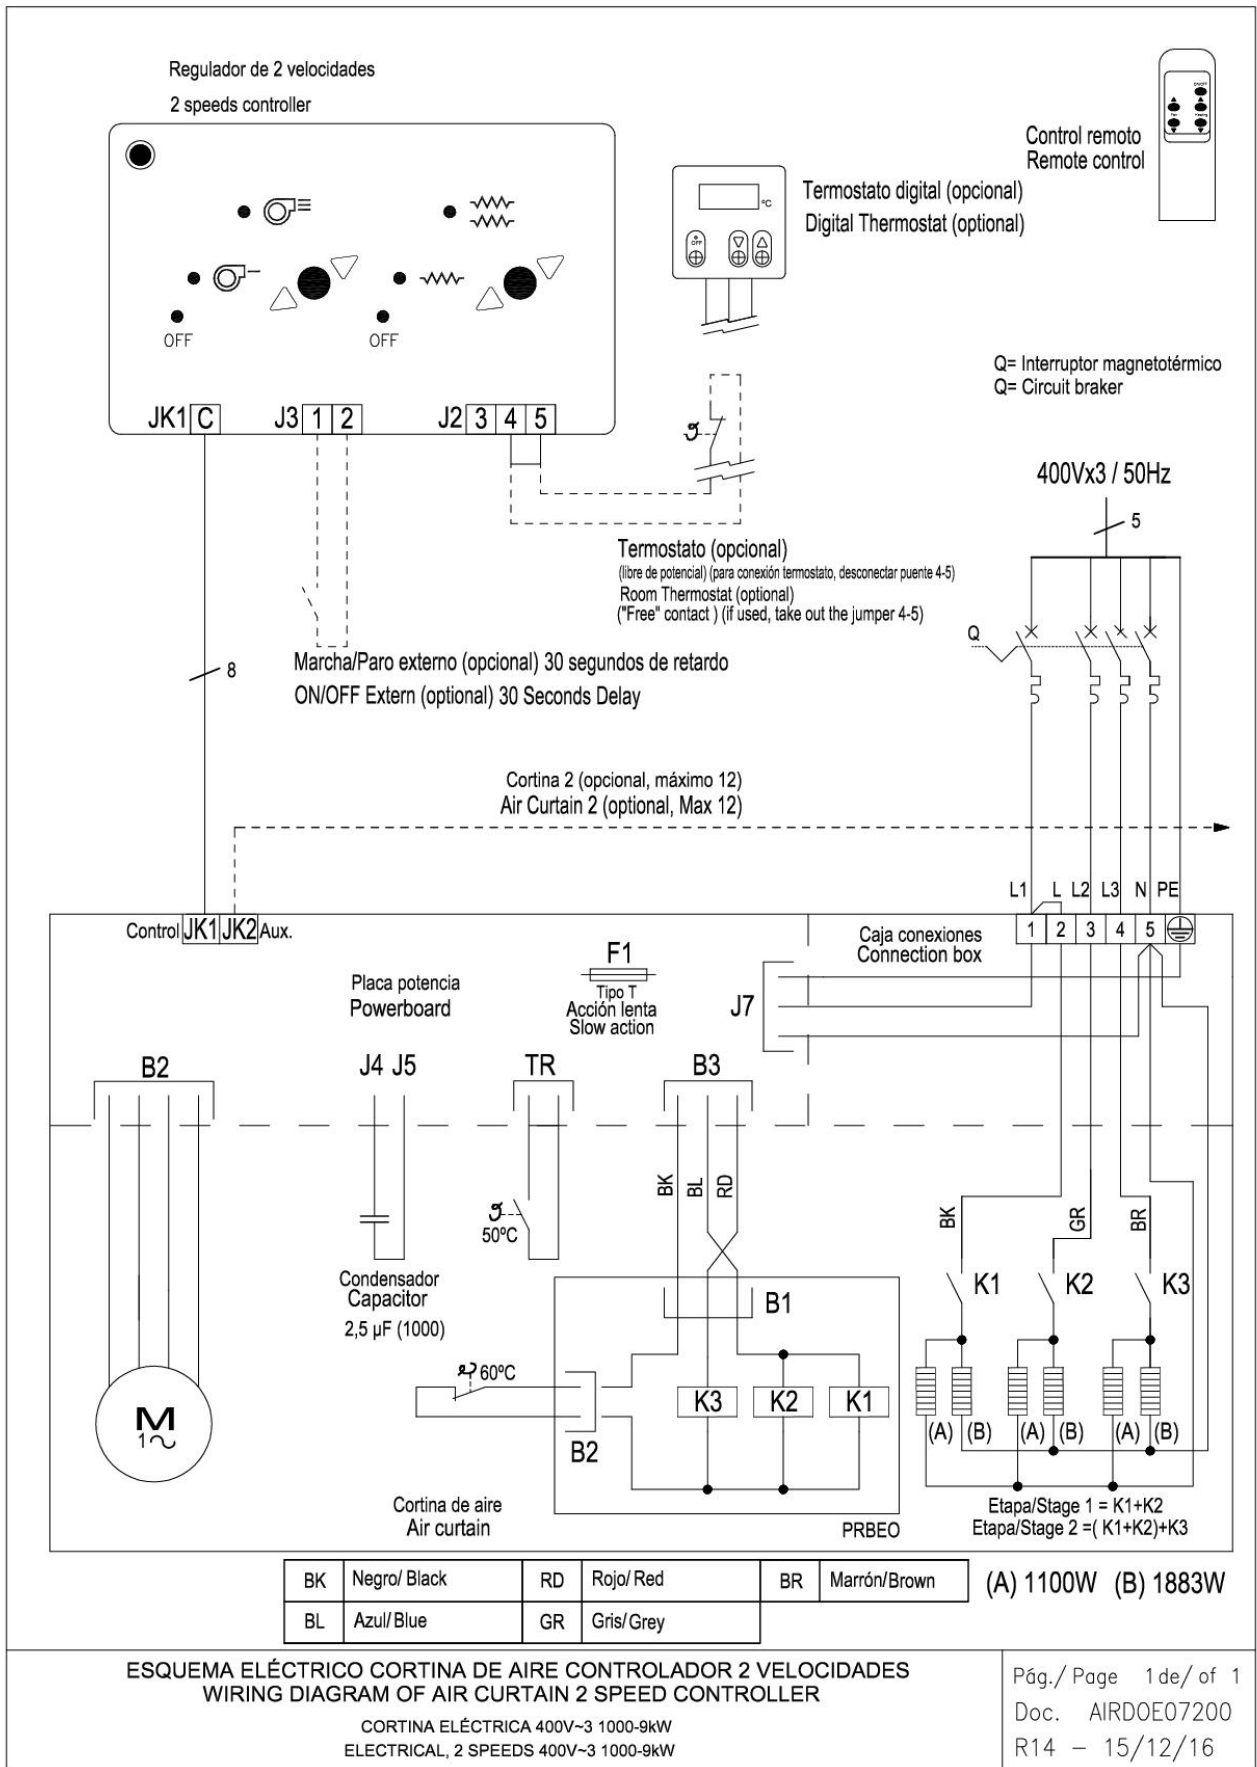 Regulador de 2 velocidades
2 speeds controller
Control remoto
Remote control
Termostato digital (opcional)
Digital Thermostat (optional)
ºC
OFF
OFF
OFF
JK1 C
J3 1 2
J2 3 4 5
Q= Interruptor magnetotérmico
Q= Circuit braker
400Vx3 / 50Hz
5
Termostato (opcional)
(libre de potencial) (para conexión termostato, desconectar puente 4-5)
Room Thermostat (optional)
("Free" contact ) (if used, take out the jumper 4-5)
Q
8
Marcha/Paro externo (opcional) 30 segundos de retardo
ON/OFF Extern (optional) 30 Seconds Delay
Cortina 2 (opcional, máximo 12)
Air Curtain 2 (optional, Max 12)
L1 L L2 L3 N PE
Control JK1 JK2 Aux.
Caja conexiones
Connection box
1 2 3 4 5
Placa potencia
Powerboard
F1
Tipo T
Acción lenta
Slow action
J7
B2
J4 J5
TR
B3
BK
BL
RD
50ºC
BK
GR
BR
Condensador
Capacitor
2,5 µF (1000)
B1
K1
K2
K3
60ºC
K3
K2
K1
B2
M
1
(A) (B) (A) (B) (A) (B)
Cortina de aire
Air curtain
PRBEO
Etapa/Stage 1 = K1+K2
Etapa/Stage 2 =( K1+K2)+K3
BK Negro/ Black RD Rojo/ Red BR Marrón/Brown
(A) 1100W (B) 1883W
BL Azul/ Blue GR Gris/ Grey
ESQUEMA ELÉCTRICO CORTINA DE AIRE CONTROLADOR 2 VELOCIDADES
WIRING DIAGRAM OF AIR CURTAIN 2 SPEED CONTROLLER
CORTINA ELÉCTRICA 400V~3 1000-9kW
ELECTRICAL, 2 SPEEDS 400V~3 1000-9kW
Pág./ Page 1 de/ of 1
Doc. AIRDOE07200
R14 – 15/12/16